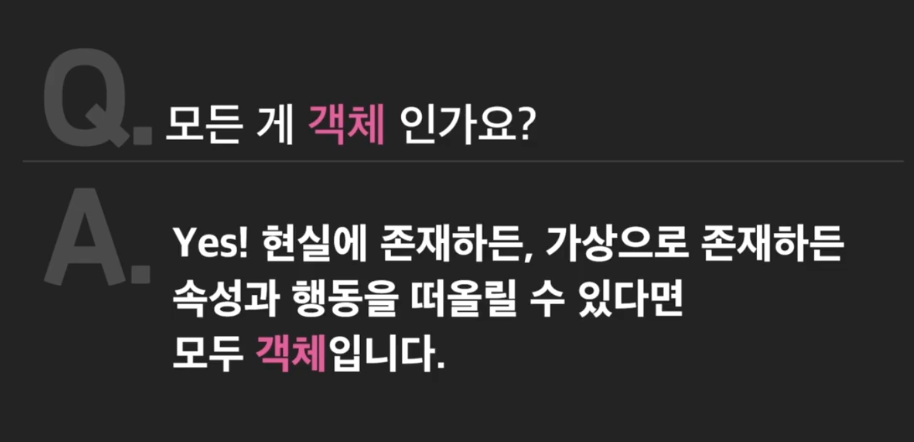 Q. 모든 게 객체 인가요?
A. Yes! 현실에 존재하든, 가상으로 존재하든
속성과 행동을 떠올릴 수 있다면
모두 객체입니다.